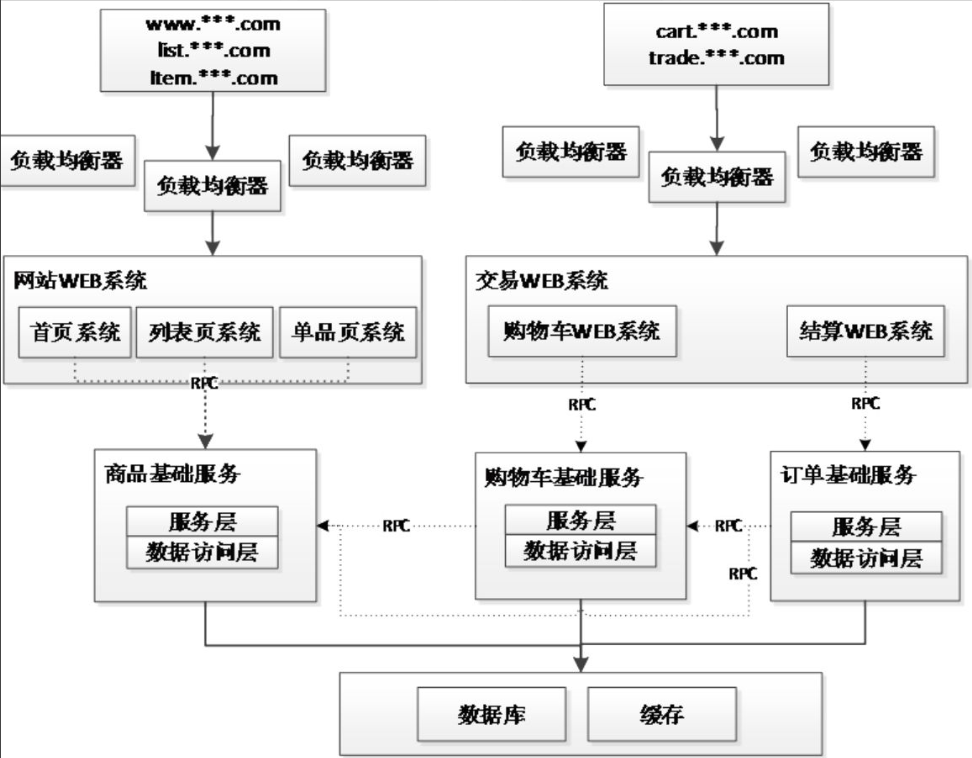 www.***.com
list.***.com
Item.***.com
cart.***.com
trade.***.com
负载均衡器
负载均衡器
负载均衡器
负载均衡器
负载均衡器
负载均衡器
网站WEB系统
首页系统
列表页系统
单品页系统
RPC
交易WEB系统
购物车WEB系统
结算WEB系统
RPC
RPC
商品基础服务
服务层
数据访问层
RPC
购物车基础服务
服务层
数据访问层
RPC
RPC
订单基础服务
服务层
数据访问层
数据库
缓存